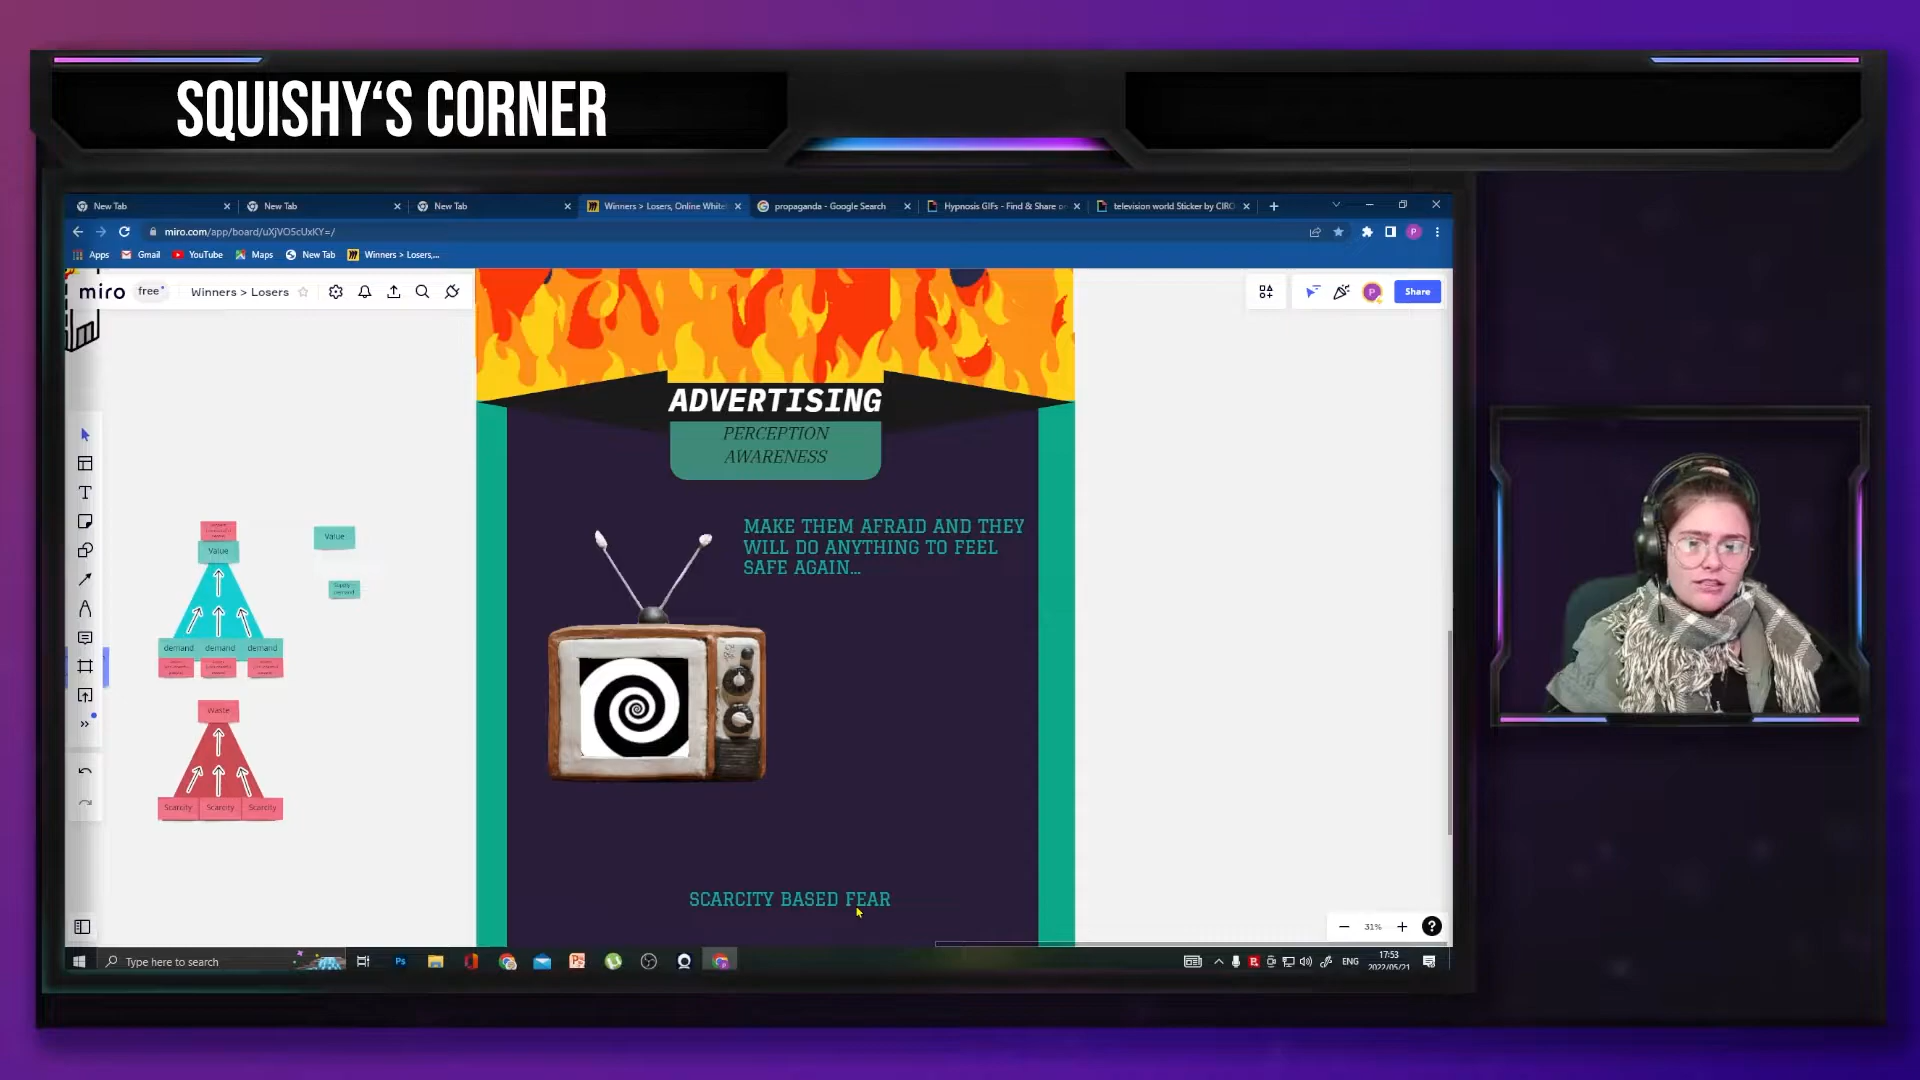 SQUISHY‘S CORNER
New Tab
New Tab
New Tab
Winners > Losers, Online White
propaganda - Google Search
Hypnosis GIFs - Find & Share o
television world Sticker by CIRO
miro.com/app/board/uXjVO5cUxKY=/
P
Apps
Gmail
YouTube
Maps
New Tab
Winners > Losers,...
miro
free
Winners > Losers
P
Share
ADVERTISING
PERCEPTION
AWARENESS
MAKE THEM AFRAID AND THEY
WILL DO ANYTHING TO FEEL
SAFE AGAIN...
Value
Value
demand
demand
demand
Waste
Scarcity
Scarcity
Scarcity
SCARCITY BASED FEAR
31%
Type here to search
Ps
ENG
17:53
2022/05/21